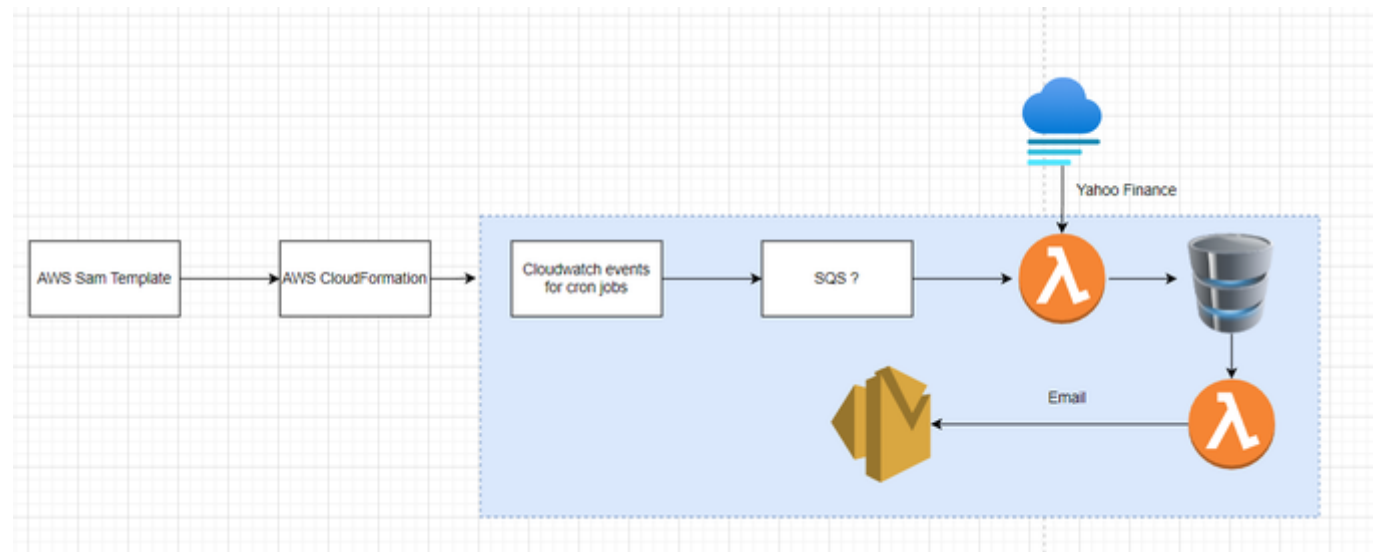 Yahoo Finance
AWS Sam Template
AWS CloudFormation
Cloudwatch events
for cron jobs
SQS ?
Email